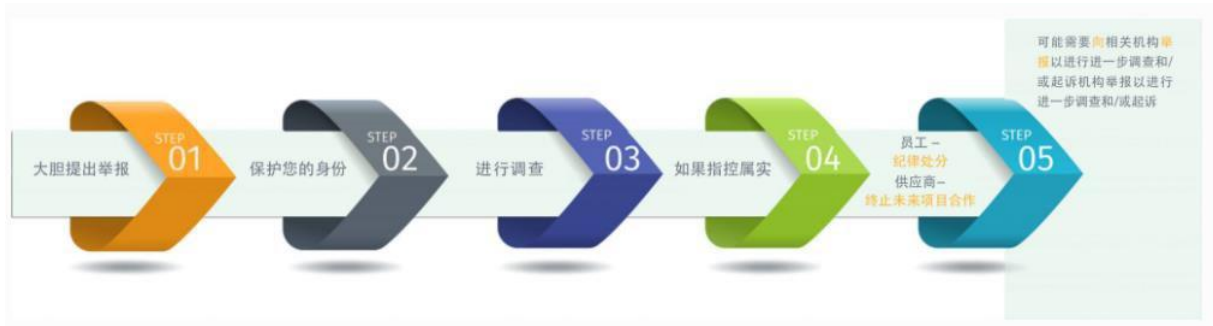 大胆提出举报
STEP
01
保护您的身份
STEP
02
进行调查
STEP
03
如果指控属实
STEP
04
员工 –
纪律处分
供应商–
终止未来项目合作
STEP
05
可能需要向相关机构举
报以进行进一步调查和/
或起诉机构举报以进行
进一步调查和/或起诉